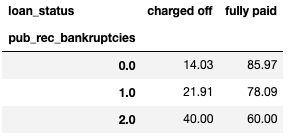 loan_status charged off fully paid
pub_rec_bankruptcies
0.0 14.03 85.97
1.0 21.91 78.09
2.0 40.00 60.00